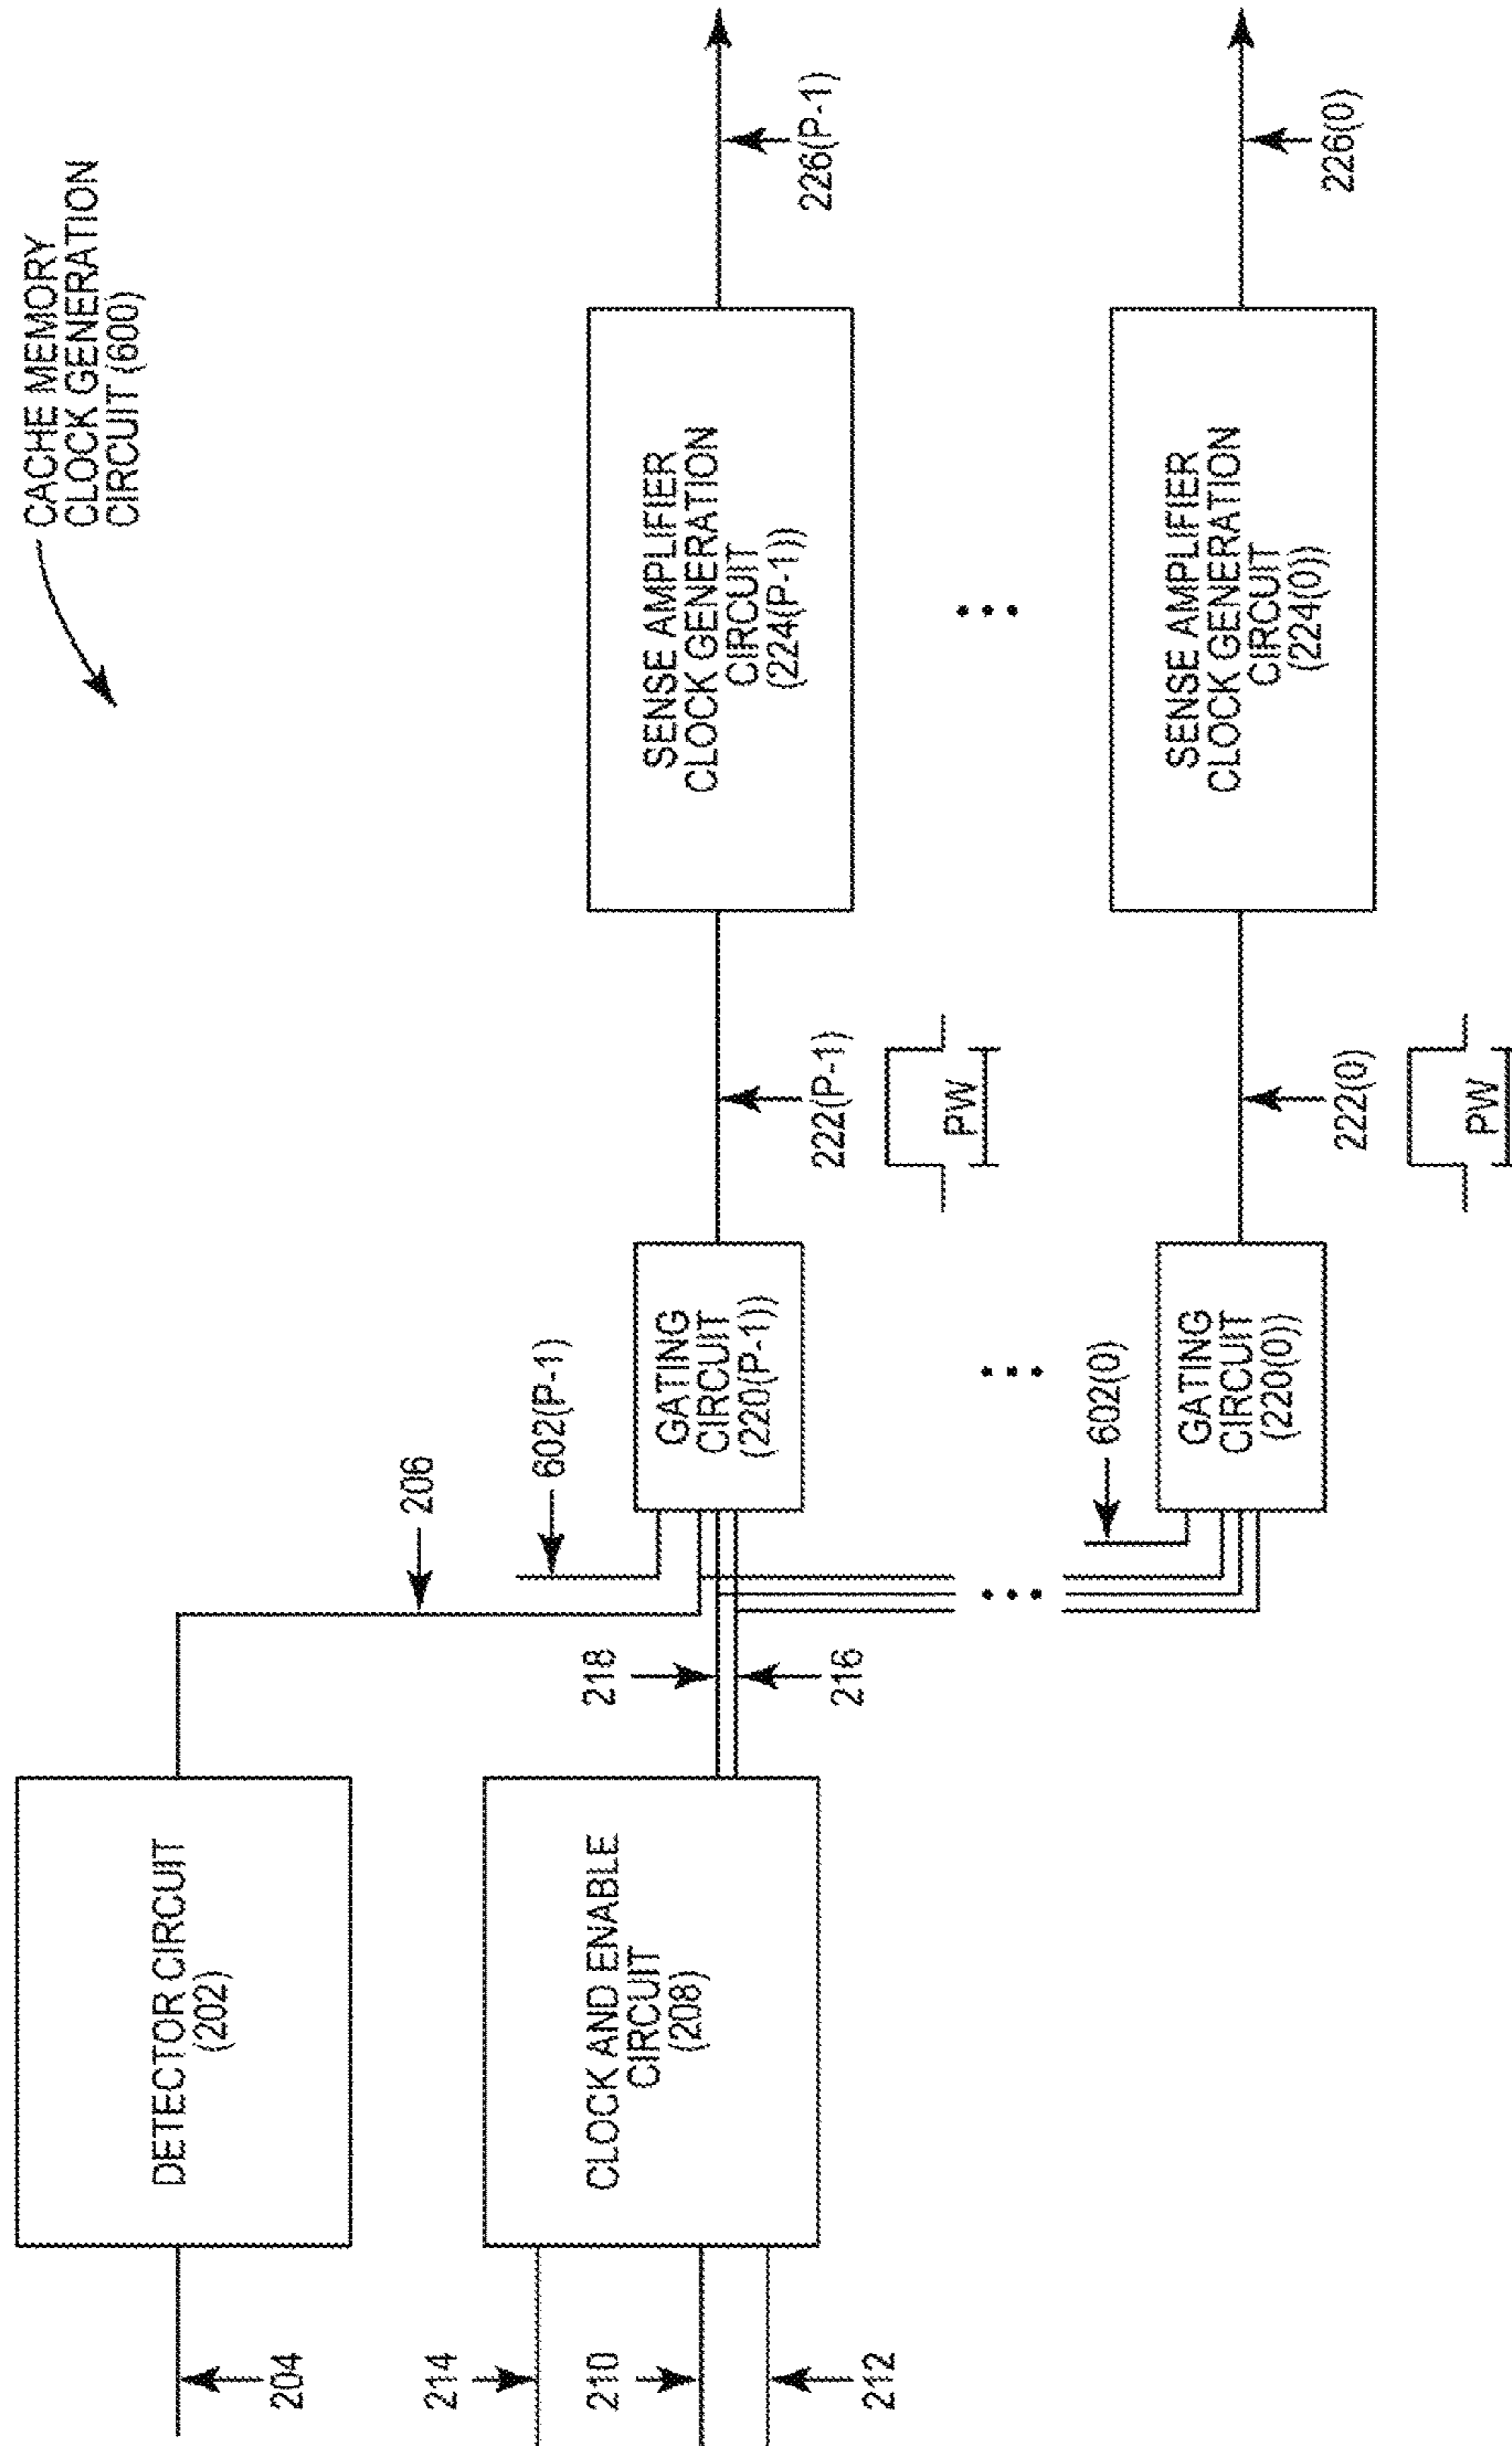 CACHE MEMORY
CLOCK GENERATION
CIRCUIT (600)
DETECTOR CIRCUIT
(202)
204
206
CLOCK AND ENABLE
CIRCUIT
(208)
214
210
212
218
216
602(P-1)
GATING
CIRCUIT
(220(P-1))
222(P-1)
PW
SENSE AMPLIFIER
CLOCK GENERATION
CIRCUIT
(224(P-1))
226(P-1)
602(0)
GATING
CIRCUIT
(220(0))
222(0)
PW
SENSE AMPLIFIER
CLOCK GENERATION
CIRCUIT
(224(0))
226(0)